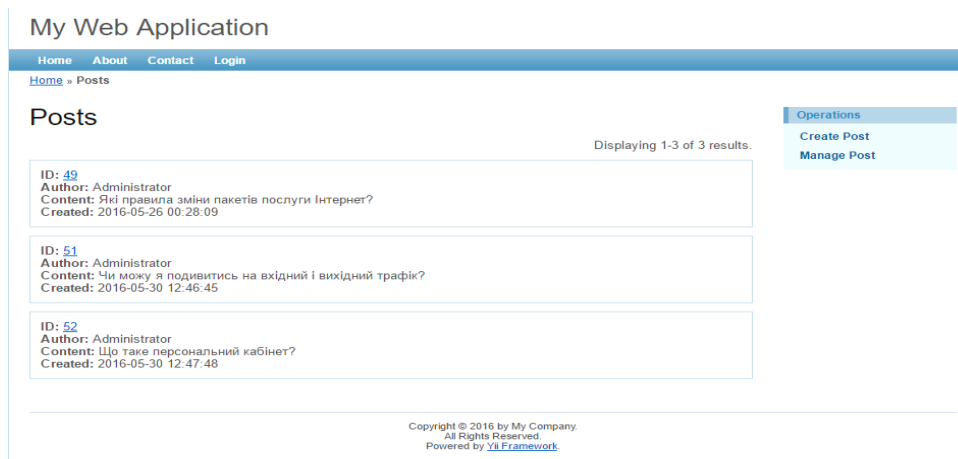 My Web Application
Home About Contact Login
Home » Posts
Posts
Displaying 1-3 of 3 results.
ID: 49
Author: Administrator
Content: Які правила зміни пакетів послуги Інтернет?
Created: 2016-05-26 00:28:09
ID: 51
Author: Administrator
Content: Чи можу я подивитись на вхідний і вихідний трафік?
Created: 2016-05-30 12:46:45
ID: 52
Author: Administrator
Content: Що таке персональний кабінет?
Created: 2016-05-30 12:47:48
Operations
Create Post
Manage Post
Copyright © 2016 by My Company.
All Rights Reserved.
Powered by Yii Framework.